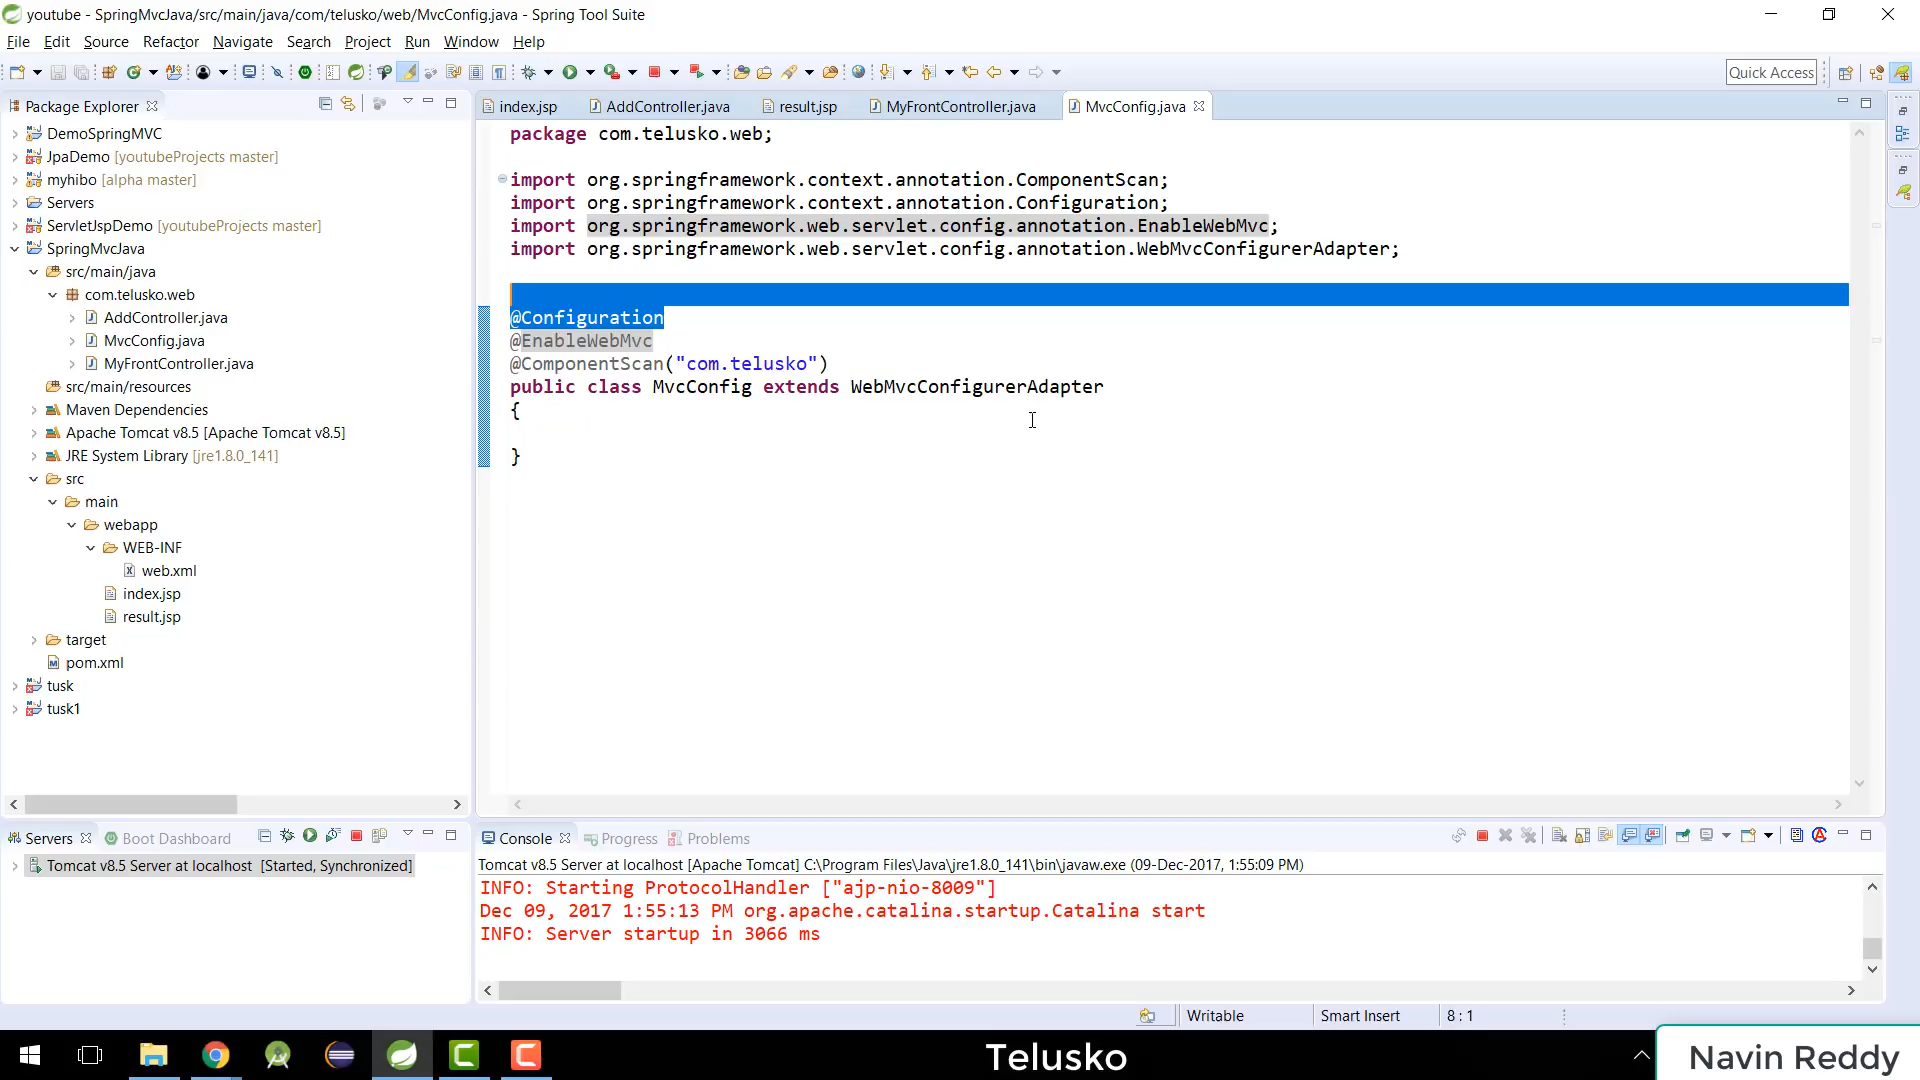 youtube - SpringMvcJava/src/main/java/com/telusko/web/MvcConfig.java - Spring Tool Suite
File Edit Source Refactor Navigate Search Project Run Window Help
Quick Access
Package Explorer
DemoSpringMVC
JpaDemo [youtubeProjects master]
myhibo [alpha master]
Servers
ServletJspDemo [youtubeProjects master]
SpringMvcJava
src/main/java
com.telusko.web
AddController.java
MvcConfig.java
MyFrontController.java
src/main/resources
Maven Dependencies
Apache Tomcat v8.5 [Apache Tomcat v8.5]
JRE System Library [jre1.8.0_141]
src
main
webapp
WEB-INF
web.xml
index.jsp
result.jsp
target
pom.xml
tusk
tusk1
index.jsp AddController.java result.jsp MyFrontController.java MvcConfig.java
package com.telusko.web;
import org.springframework.context.annotation.ComponentScan;
import org.springframework.context.annotation.Configuration;
import org.springframework.web.servlet.config.annotation.EnableWebMvc;
import org.springframework.web.servlet.config.annotation.WebMvcConfigurerAdapter;
@Configuration
@EnableWebMvc
@ComponentScan("com.telusko")
public class MvcConfig extends WebMvcConfigurerAdapter
{
}
Servers Boot Dashboard
Tomcat v8.5 Server at localhost [Started, Synchronized]
Console Progress Problems
Tomcat v8.5 Server at localhost [Apache Tomcat] C:\Program Files\Java\jre1.8.0_141\bin\javaw.exe (09-Dec-2017, 1:55:09 PM)
INFO: Starting ProtocolHandler ["ajp-nio-8009"]
Dec 09, 2017 1:55:13 PM org.apache.catalina.startup.Catalina start
INFO: Server startup in 3066 ms
Writable Smart Insert 8 : 1
Telusko
Navin Reddy